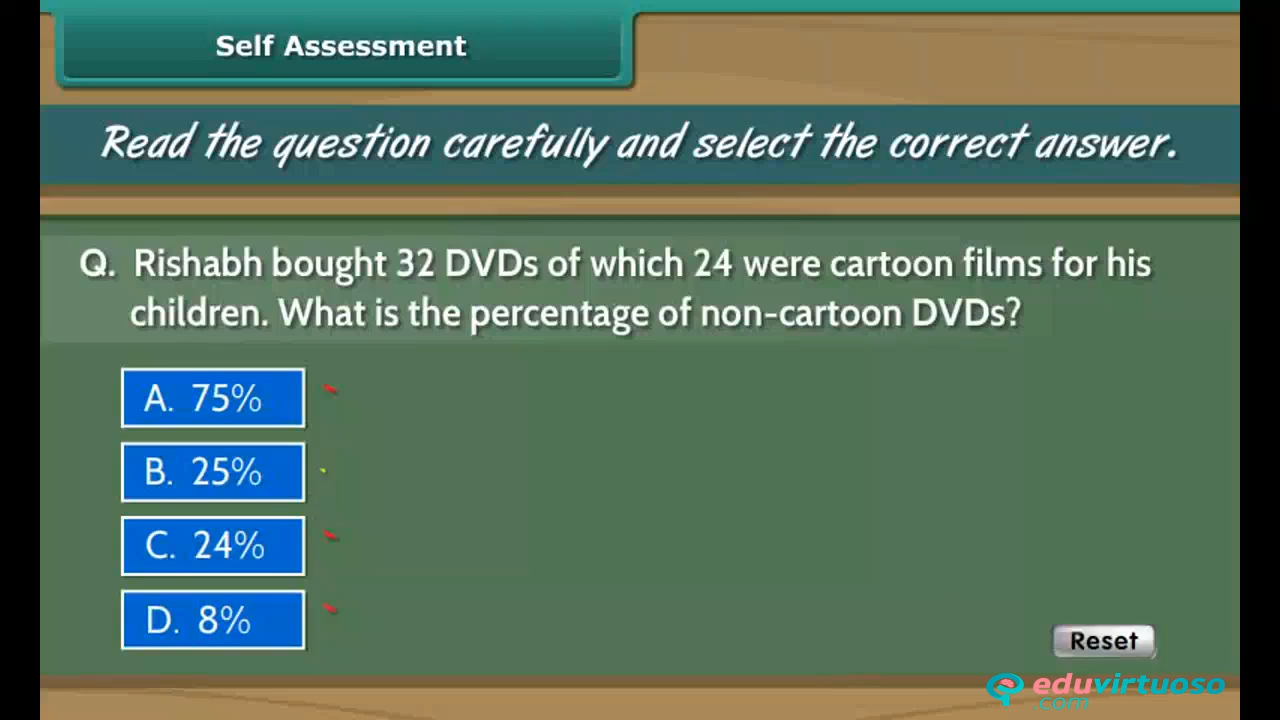 Self Assessment
Read the question carefully and select the correct answer.
Q. Rishabh bought 32 DVDs of which 24 were cartoon films for his
children. What is the percentage of non-cartoon DVDs?
A. 75%
B. 25%
C. 24%
D. 8%
Reset
eduvirtuoso
.com